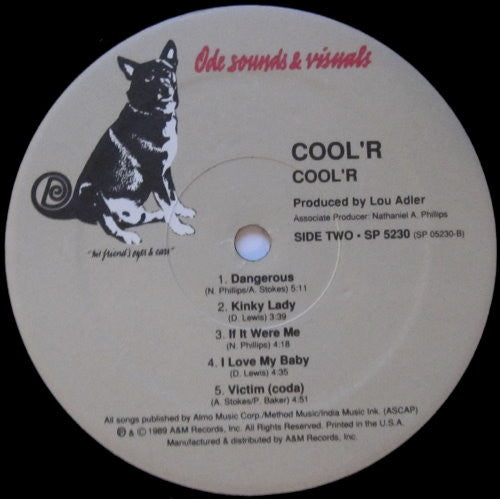 Ode sounds & visuals
COOL'R
COOL'R
Produced by Lou Adler
Associate Producer: Nathaniel A. Phillips
SIDE TWO • SP 5230 (SP 05230-B)
"her friend's eyes & ears"
1. Dangerous
(N. Phillips/A. Stokes) 5:11
2. Kinky Lady
(D. Lewis) 3:39
3. If It Were Me
(N. Phillips) 4:18
4. I Love My Baby
(D. Lewis) 4:35
5. Victim (coda)
(A. Stokes/P. Baker) 4:51
All songs published by Almo Music Corp./Method Music/India Music Ink. (ASCAP)
℗ & © 1989 A&M Records, Inc. All Rights Reserved. Printed in the U.S.A.
Manufactured & distributed by A&M Records, Inc.